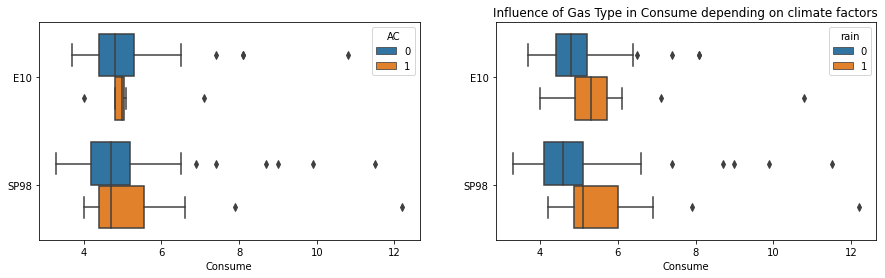 Influence of Gas Type in Consume depending on climate factors
AC
0
1
E10
SP98
4 6 8 10 12
Consume
rain
0
1
E10
SP98
4 6 8 10 12
Consume